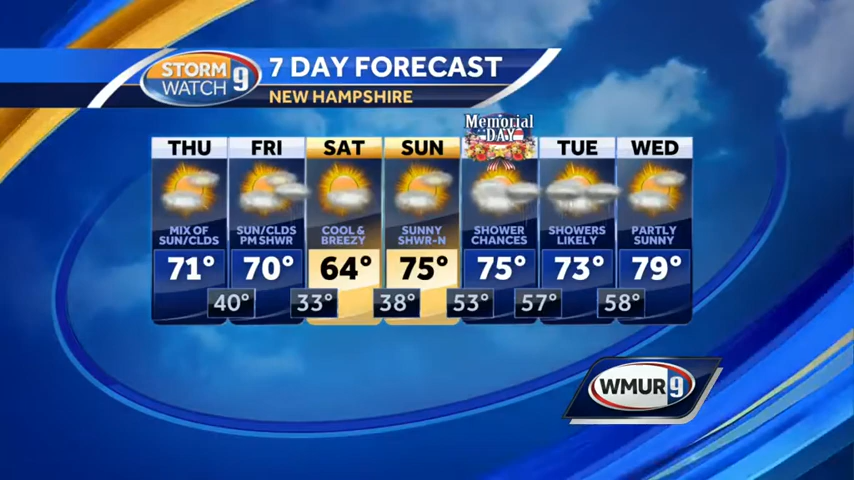 STORM WATCH 9
7 DAY FORECAST
NEW HAMPSHIRE
Memorial DAY
THU FRI SAT SUN TUE WED
MIX OF SUN/CLDS
SUN/CLDS PM SHWR
COOL & BREEZY
SUNNY SHWR-N
SHOWER CHANCES
SHOWERS LIKELY
PARTLY SUNNY
71° 70° 64° 75° 75° 73° 79°
40° 33° 38° 53° 57° 58°
WMUR 9